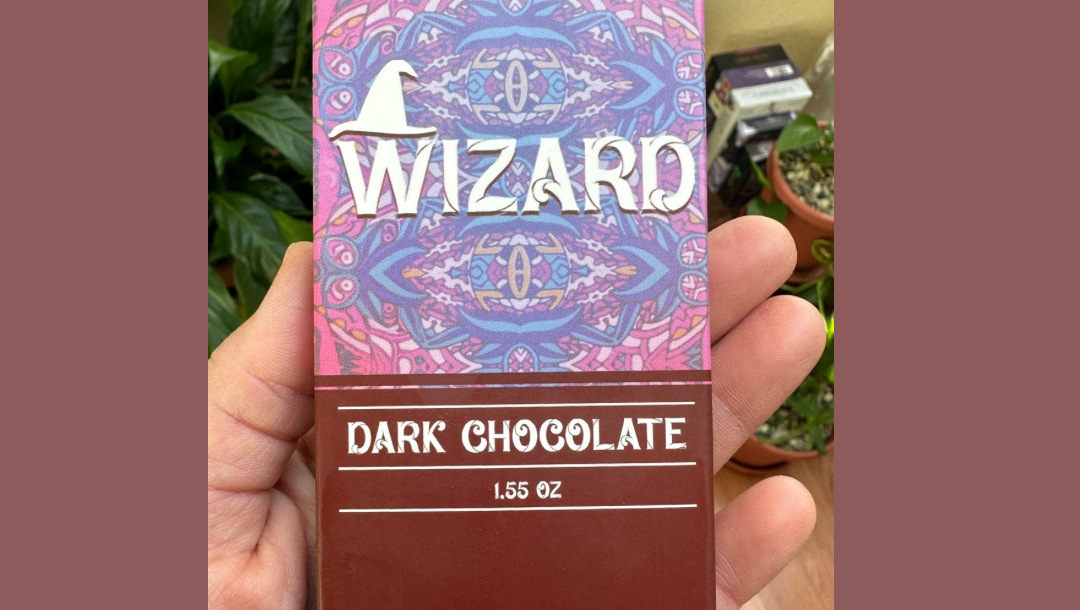 WIZARD
DARK CHOCOLATE
1.55 OZ